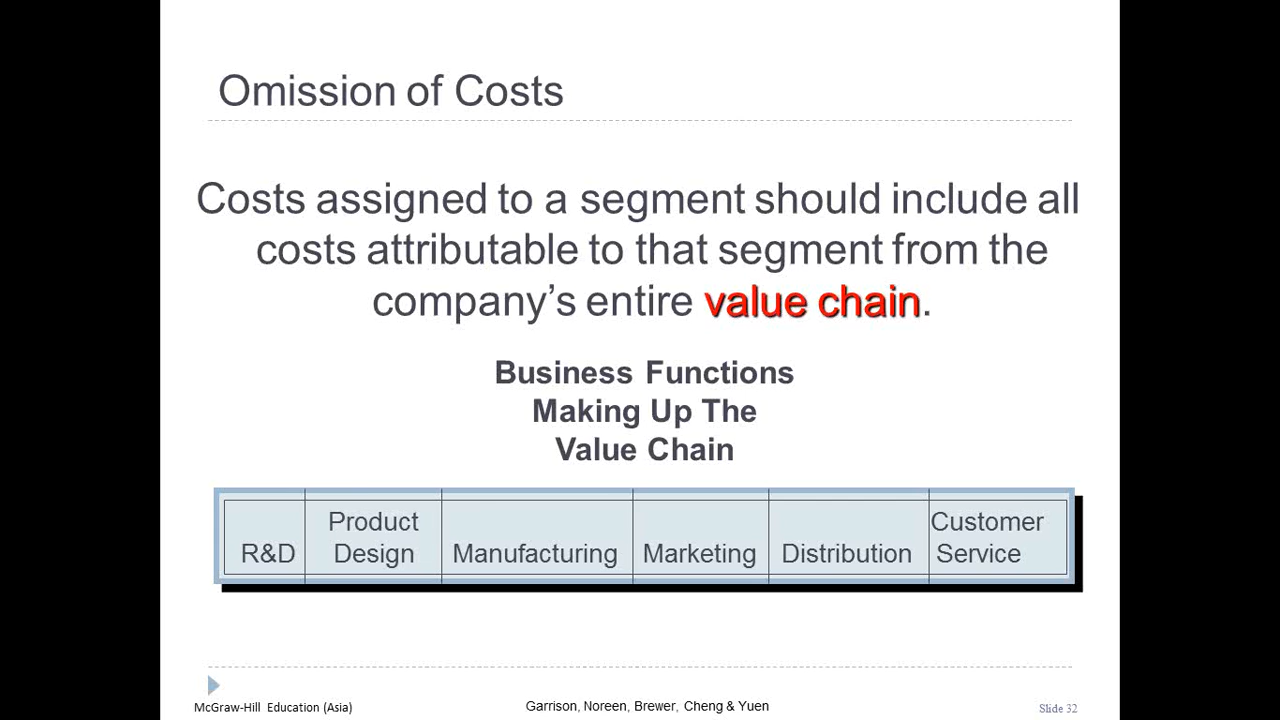 Omission of Costs
Costs assigned to a segment should include all
costs attributable to that segment from the
company’s entire value chain.
Business Functions
Making Up The
Value Chain
R&D
Product
Design
Manufacturing
Marketing
Distribution
Customer
Service
McGraw-Hill Education (Asia)
Garrison, Noreen, Brewer, Cheng & Yuen
Slide 32